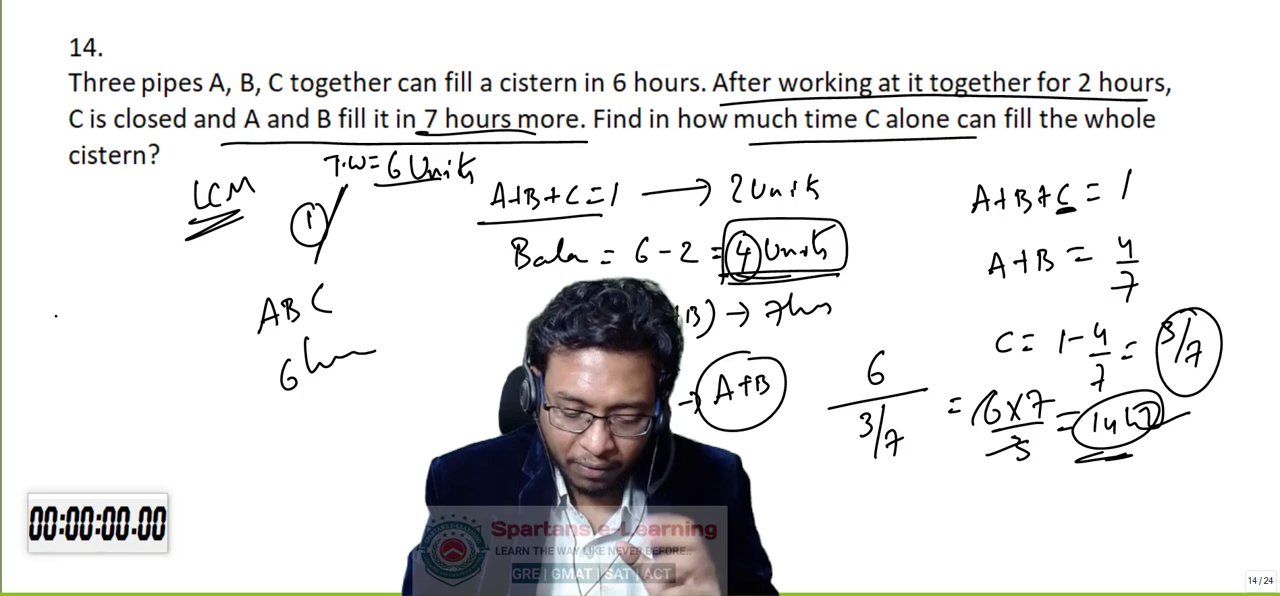 14.
Three pipes A, B, C together can fill a cistern in 6 hours. After working at it together for 2 hours,
C is closed and A and B fill it in 7 hours more. Find in how much time C alone can fill the whole
cistern?
LCM
T.W = 6 Units
1
ABC
6 hrs
A+B+C = 1 → 2 Units
Bala = 6 - 2 = 4 Units
B) → 7 hrs
→ A+B
A+B+C = 1
A+B = 4/7
C = 1 - 4/7 = 3/7
6 / 3/7 = 6 x 7 / 3 = 14
00:00:00.00
Spartans e-Learning
LEARN THE WAY LIKE NEVER BEFORE..
GRE | GMAT | SAT | ACT
14 / 24